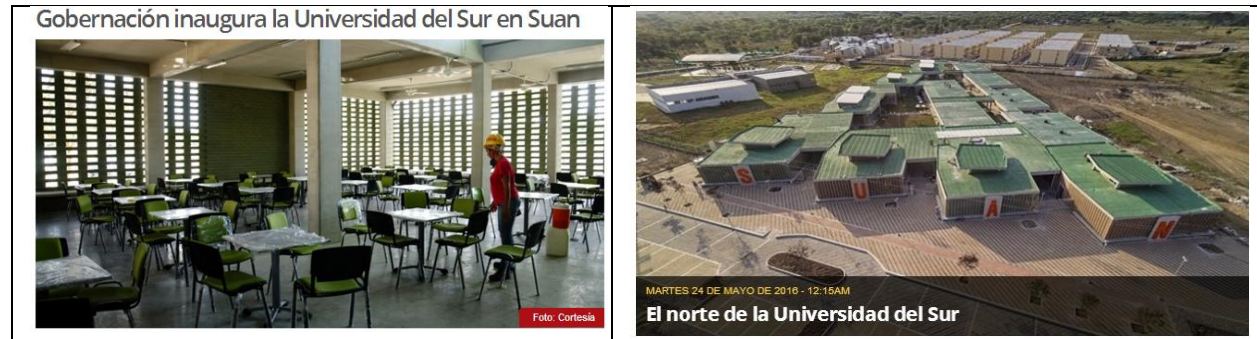 Gobernación inaugura la Universidad del Sur en Suan
Foto: Cortesía
S U A N
MARTES 24 DE MAYO DE 2016 - 12:15AM
El norte de la Universidad del Sur